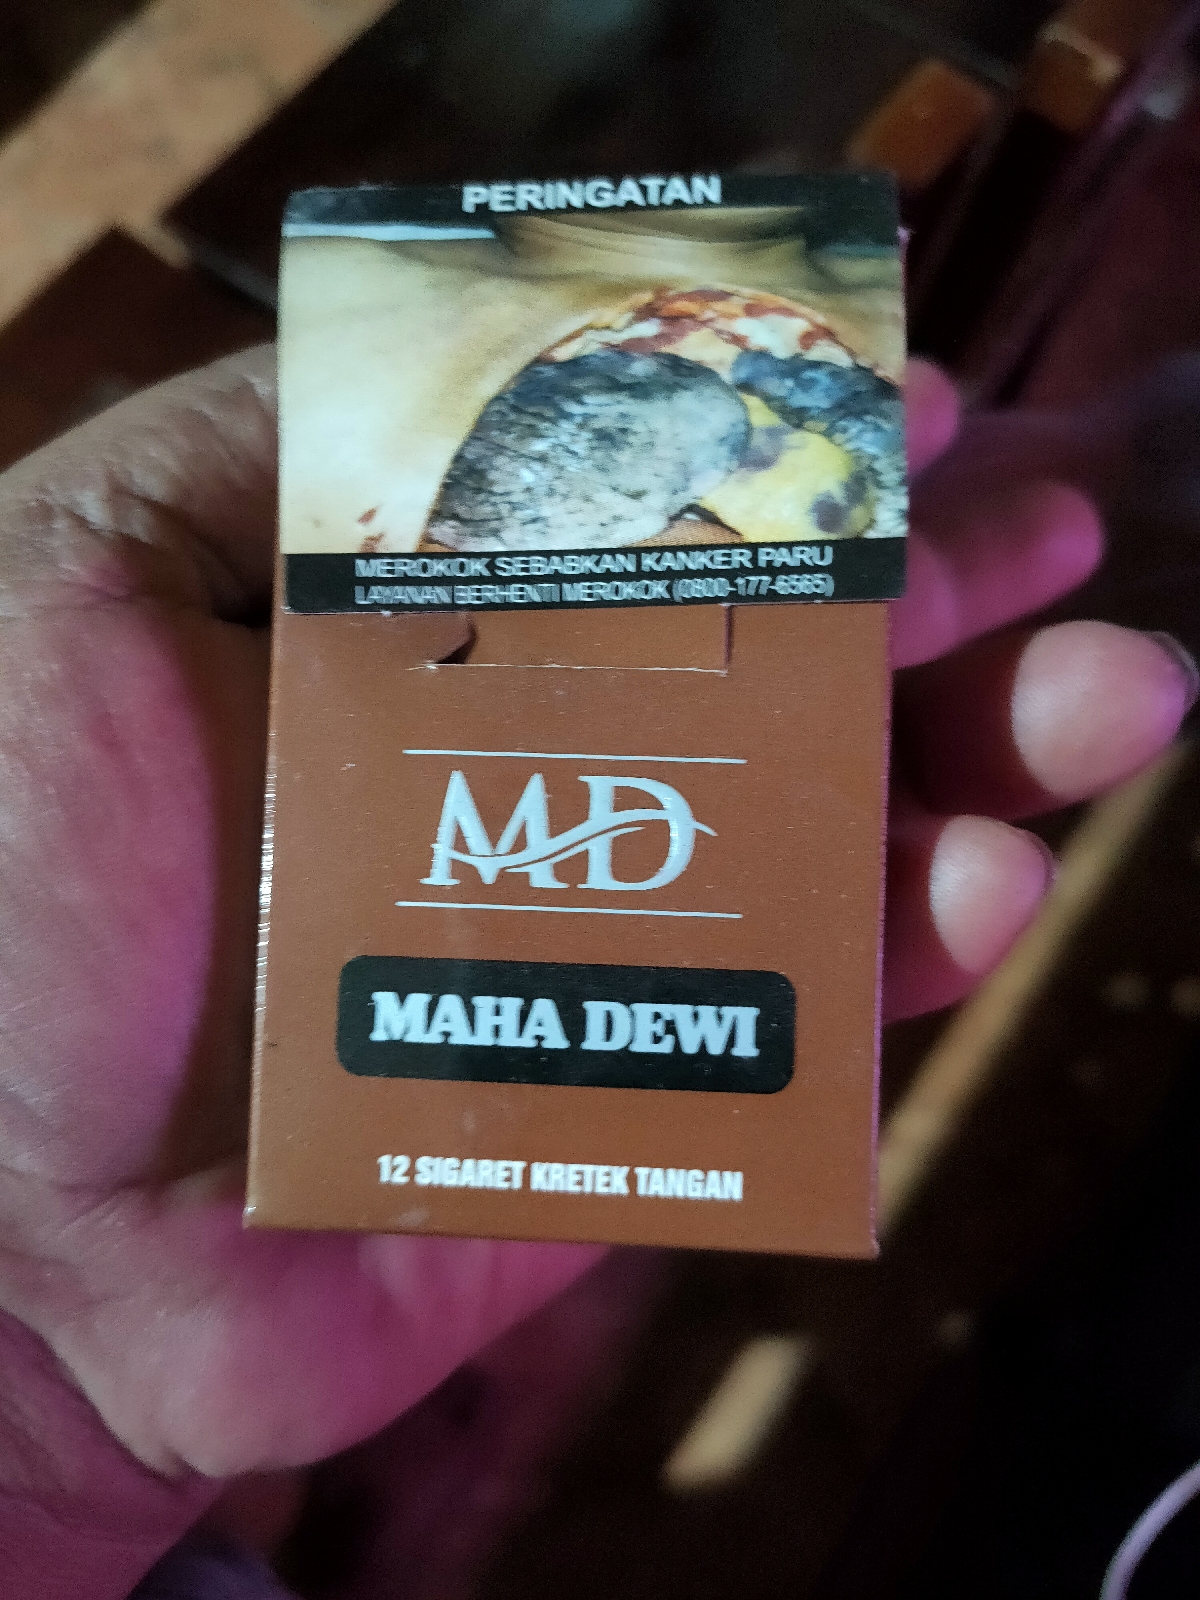 PERINGATAN
MEROKOK SEBABKAN KANKER PARU
LAYANAN BERHENTI MEROKOK (0800-177-6565)
MD
MAHA DEWI
12 SIGARET KRETEK TANGAN